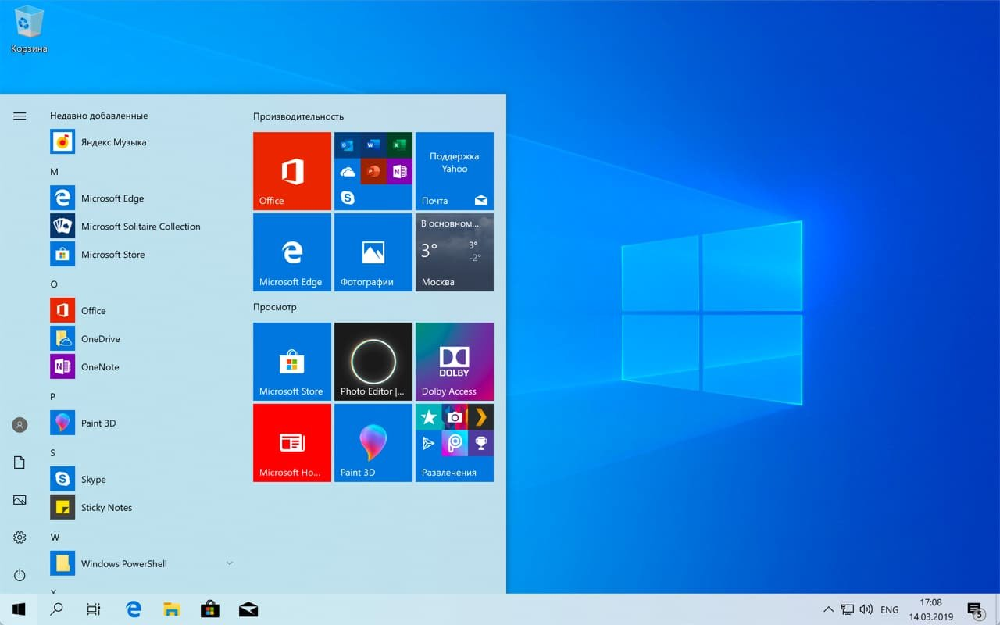 Корзина
Недавно добавленные
Яндекс.Музыка
M
Microsoft Edge
Microsoft Solitaire Collection
Microsoft Store
O
Office
OneDrive
OneNote
P
Paint 3D
S
Skype
Sticky Notes
W
Windows PowerShell
Производительность
Office
Поддержка
Yahoo
Почта
Microsoft Edge
Фотографии
В основном...
3°
3°
-2°
Москва
Просмотр
Microsoft Store
Photo Editor |...
DOLBY
Dolby Access
Microsoft Ho...
Paint 3D
Развлечения
ENG
17:08
14.03.2019
5